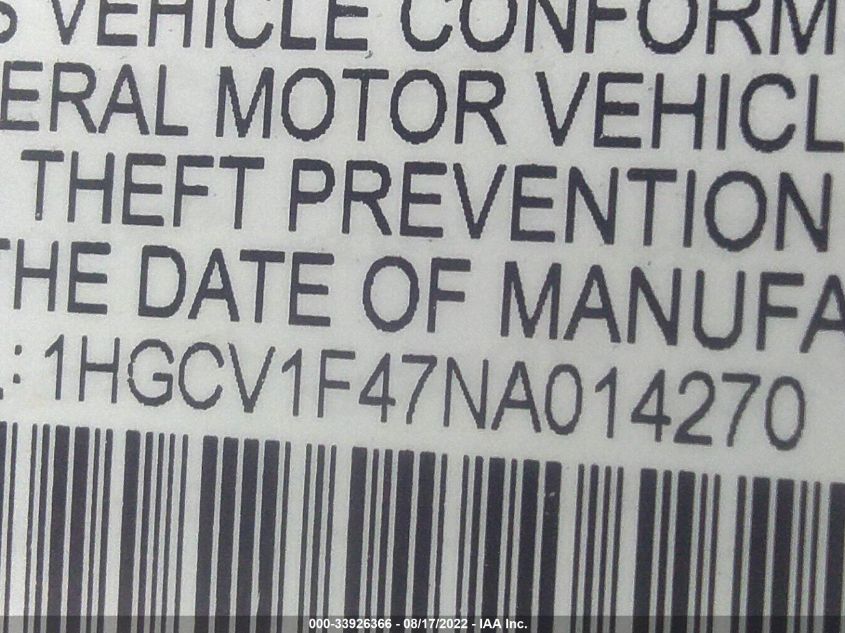 S VEHICLE CONFORM
ERAL MOTOR VEHICL
THEFT PREVENTION
THE DATE OF MANUFA
.: 1HGCV1F47NA014270
000-33926366 - 08/17/2022 - IAA Inc.